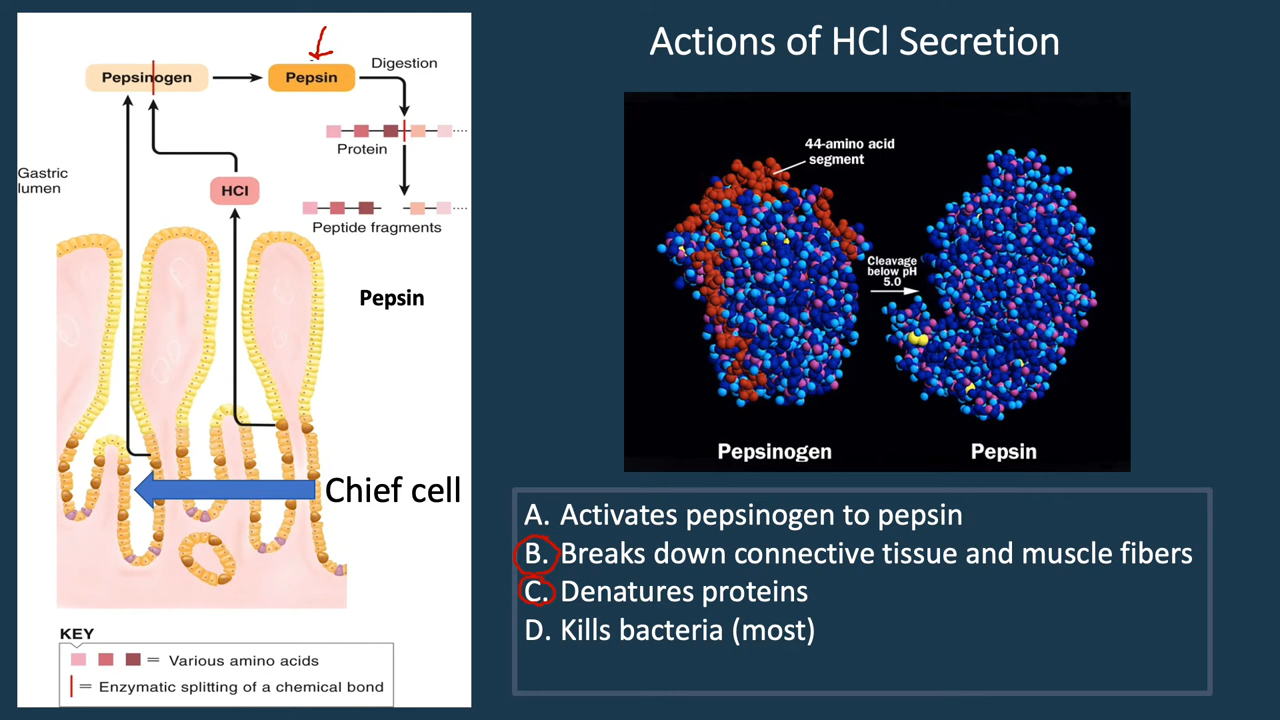 Actions of HCl Secretion
Pepsinogen
Pepsin
Digestion
Protein
Gastric
lumen
HCl
Peptide fragments
Pepsin
Chief cell
KEY
= Various amino acids
= Enzymatic splitting of a chemical bond
44-amino acid
segment
Cleavage
below pH
5.0
Pepsinogen
Pepsin
A. Activates pepsinogen to pepsin
B. Breaks down connective tissue and muscle fibers
C. Denatures proteins
D. Kills bacteria (most)